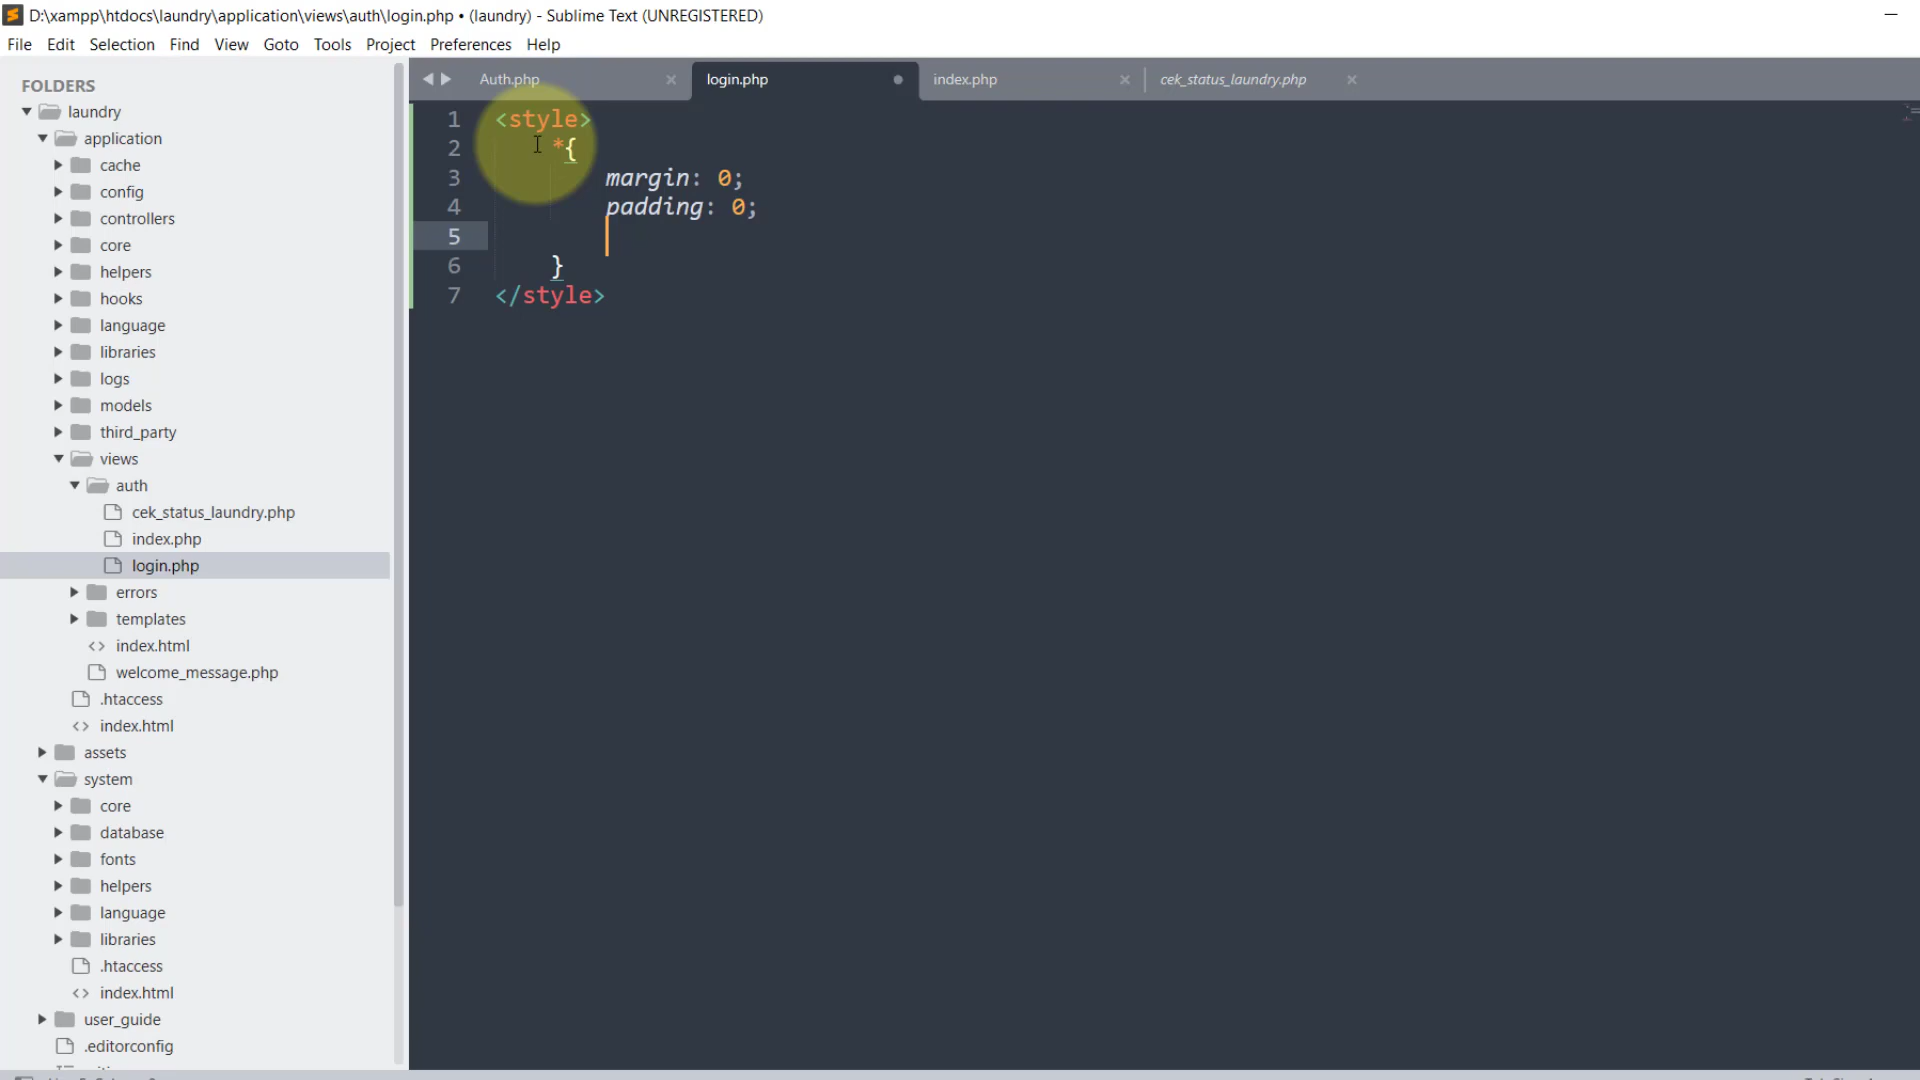 D:\xampp\htdocs\laundry\application\views\auth\login.php • (laundry) - Sublime Text (UNREGISTERED)
File Edit Selection Find View Goto Tools Project Preferences Help
FOLDERS
laundry
application
cache
config
controllers
core
helpers
hooks
language
libraries
logs
models
third_party
views
auth
cek_status_laundry.php
index.php
login.php
errors
templates
index.html
welcome_message.php
.htaccess
index.html
assets
system
core
database
fonts
helpers
language
libraries
.htaccess
index.html
user_guide
.editorconfig
Auth.php login.php index.php cek_status_laundry.php
1 <style>
2 *{
3 margin: 0;
4 padding: 0;
5
6 }
7 </style>